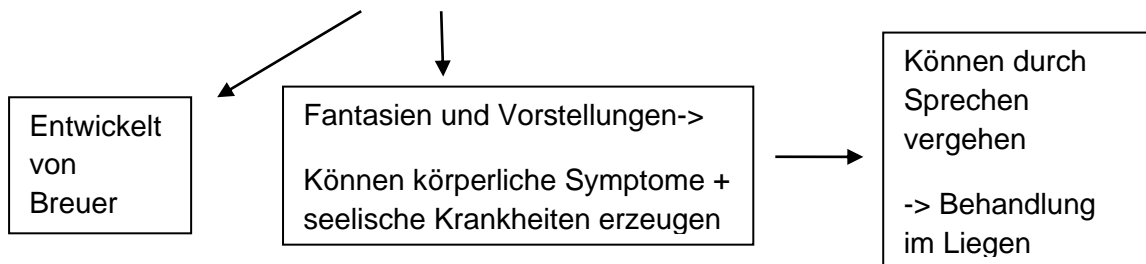 Entwickelt
von
Breuer
Fantasien und Vorstellungen->
Können körperliche Symptome +
seelische Krankheiten erzeugen
Können durch
Sprechen
vergehen
-> Behandlung
im Liegen